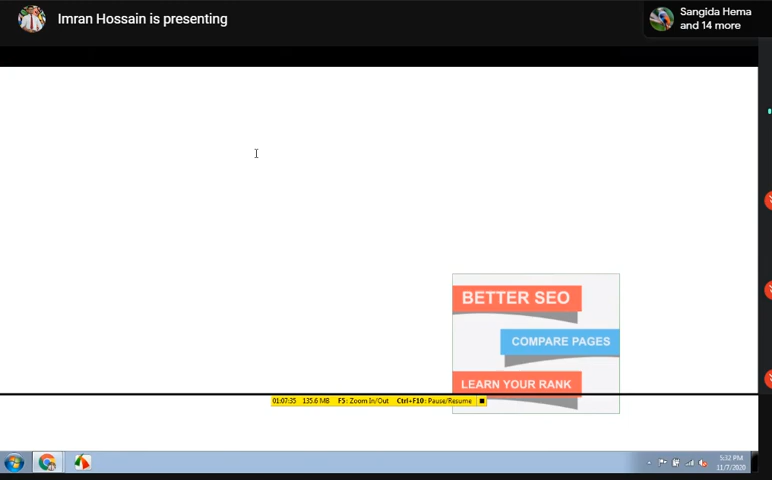 Imran Hossain is presenting
Sangida Hema
and 14 more
BETTER SEO
COMPARE PAGES
LEARN YOUR RANK
01:07:35 135.6 MB F5: Zoom In/Out Ctrl+F10: Pause/Resume
5:32 PM
11/7/2020